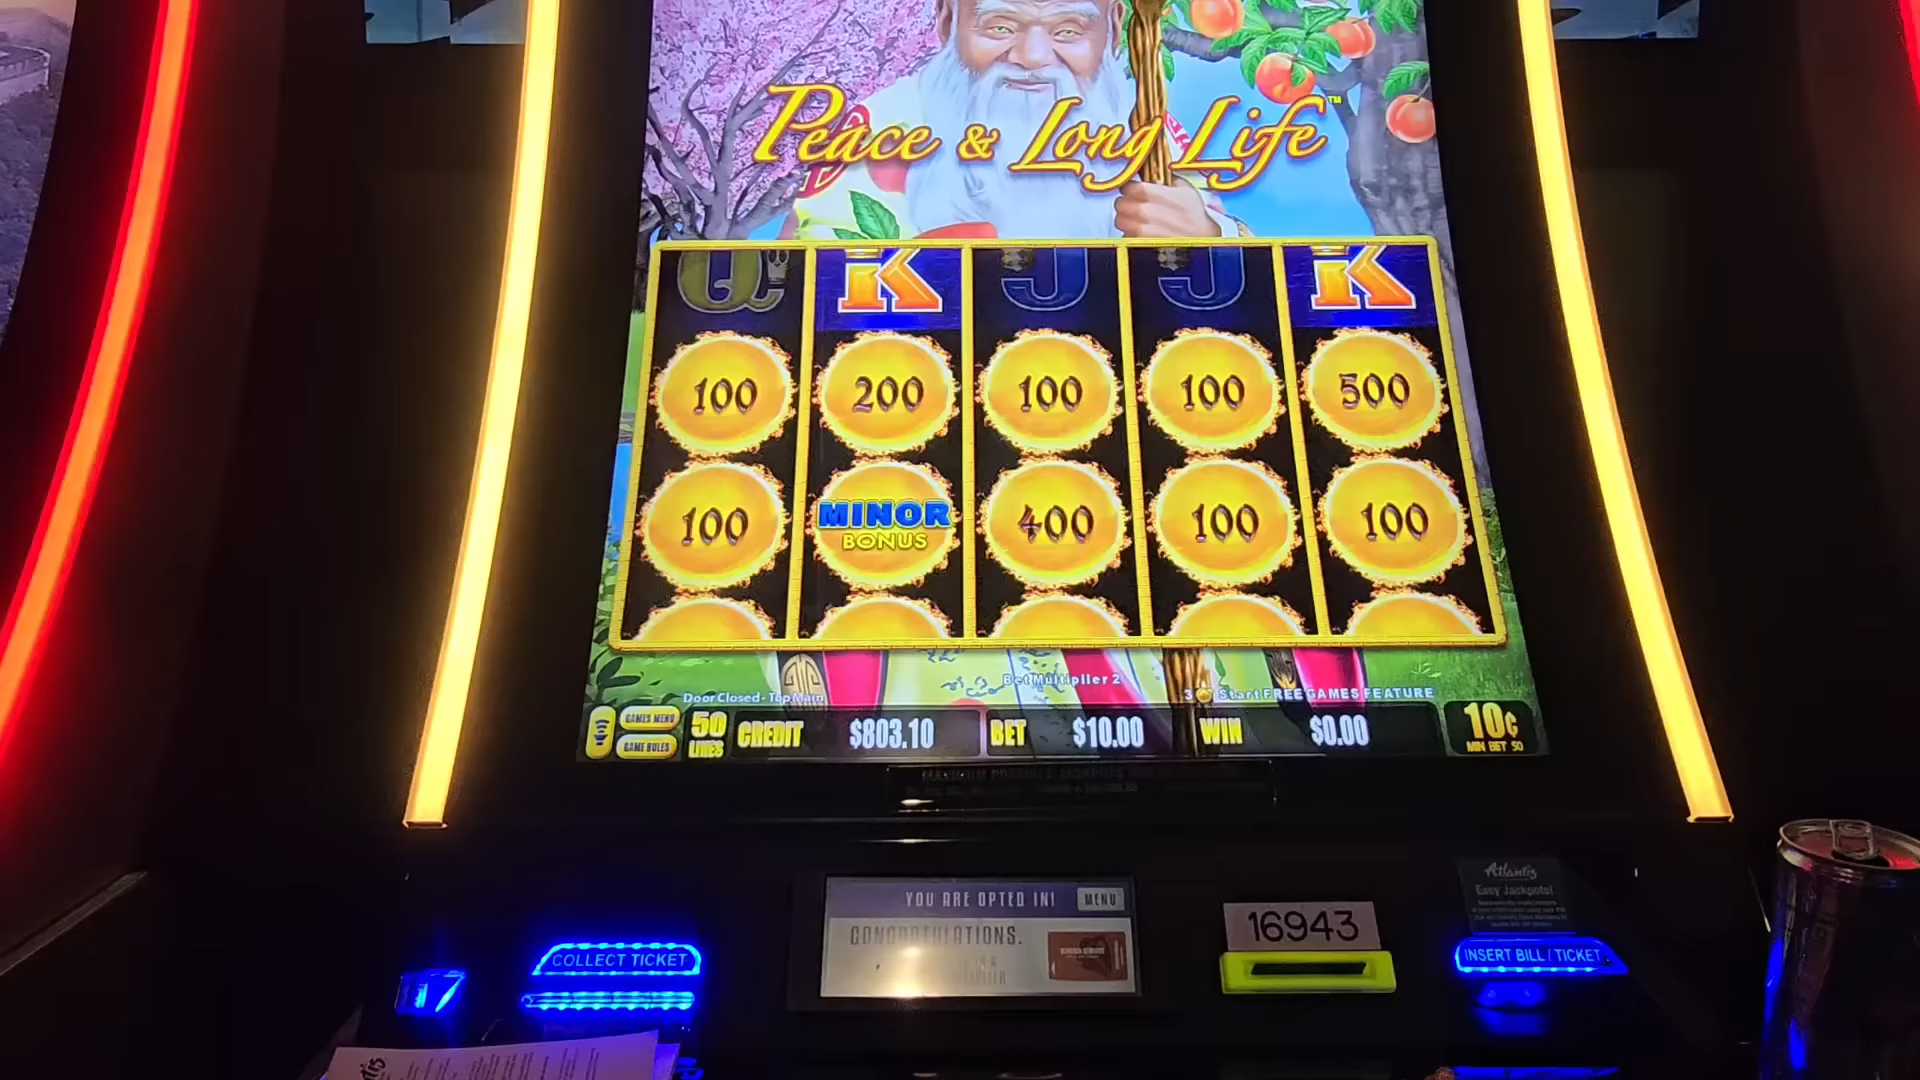 Peace & Long Life™
Q K J J K
100 200 100 100 500
100 MINOR BONUS 400 100 100
Bet Multiplier 2
Door Closed - Top Main
3 Start FREE GAMES FEATURE
GAMES MENU
GAME RULES
50 LINES
CREDIT $803.10
BET $10.00
WIN $0.00
10¢
MIN BET 50
YOU ARE OPTED IN!
MENU
CONGRATULATIONS.
16943
Atlantis
Easy Jackpots!
COLLECT TICKET
INSERT BILL / TICKET